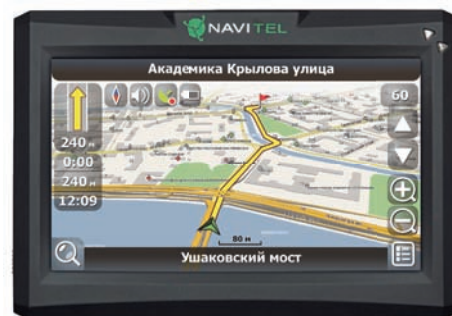 NAVITEL
Академика Крылова улица
60
240 м
0:00
240 м
12:09
80 м
Ушаковский мост